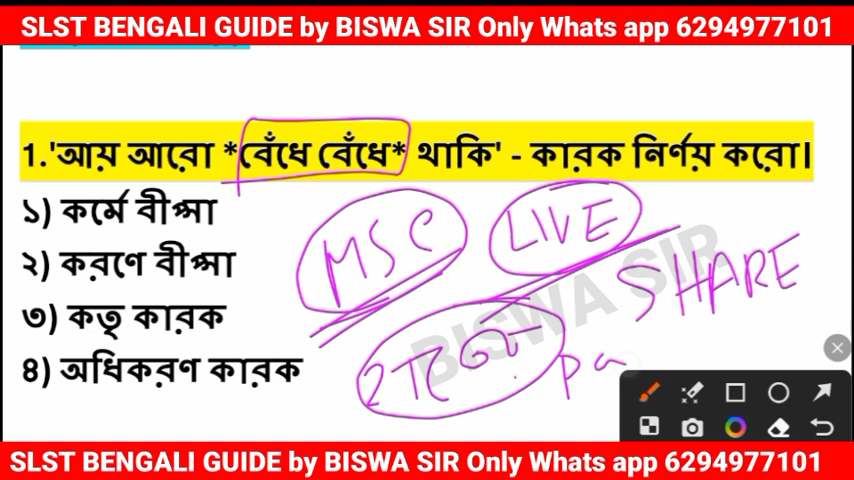 SLST BENGALI GUIDE by BISWA SIR Only Whats app 6294977101
1.'আয় আরো *বেঁধে বেঁধে* থাকি' - কারক নির্ণয় করো।
১) কর্মে বীপ্সা
২) করণে বীপ্সা
৩) কতৃ কারক
৪) অধিকরণ কারক
MSC LIVE
SHARE
BISWA SIR
SLST BENGALI GUIDE by BISWA SIR Only Whats app 6294977101